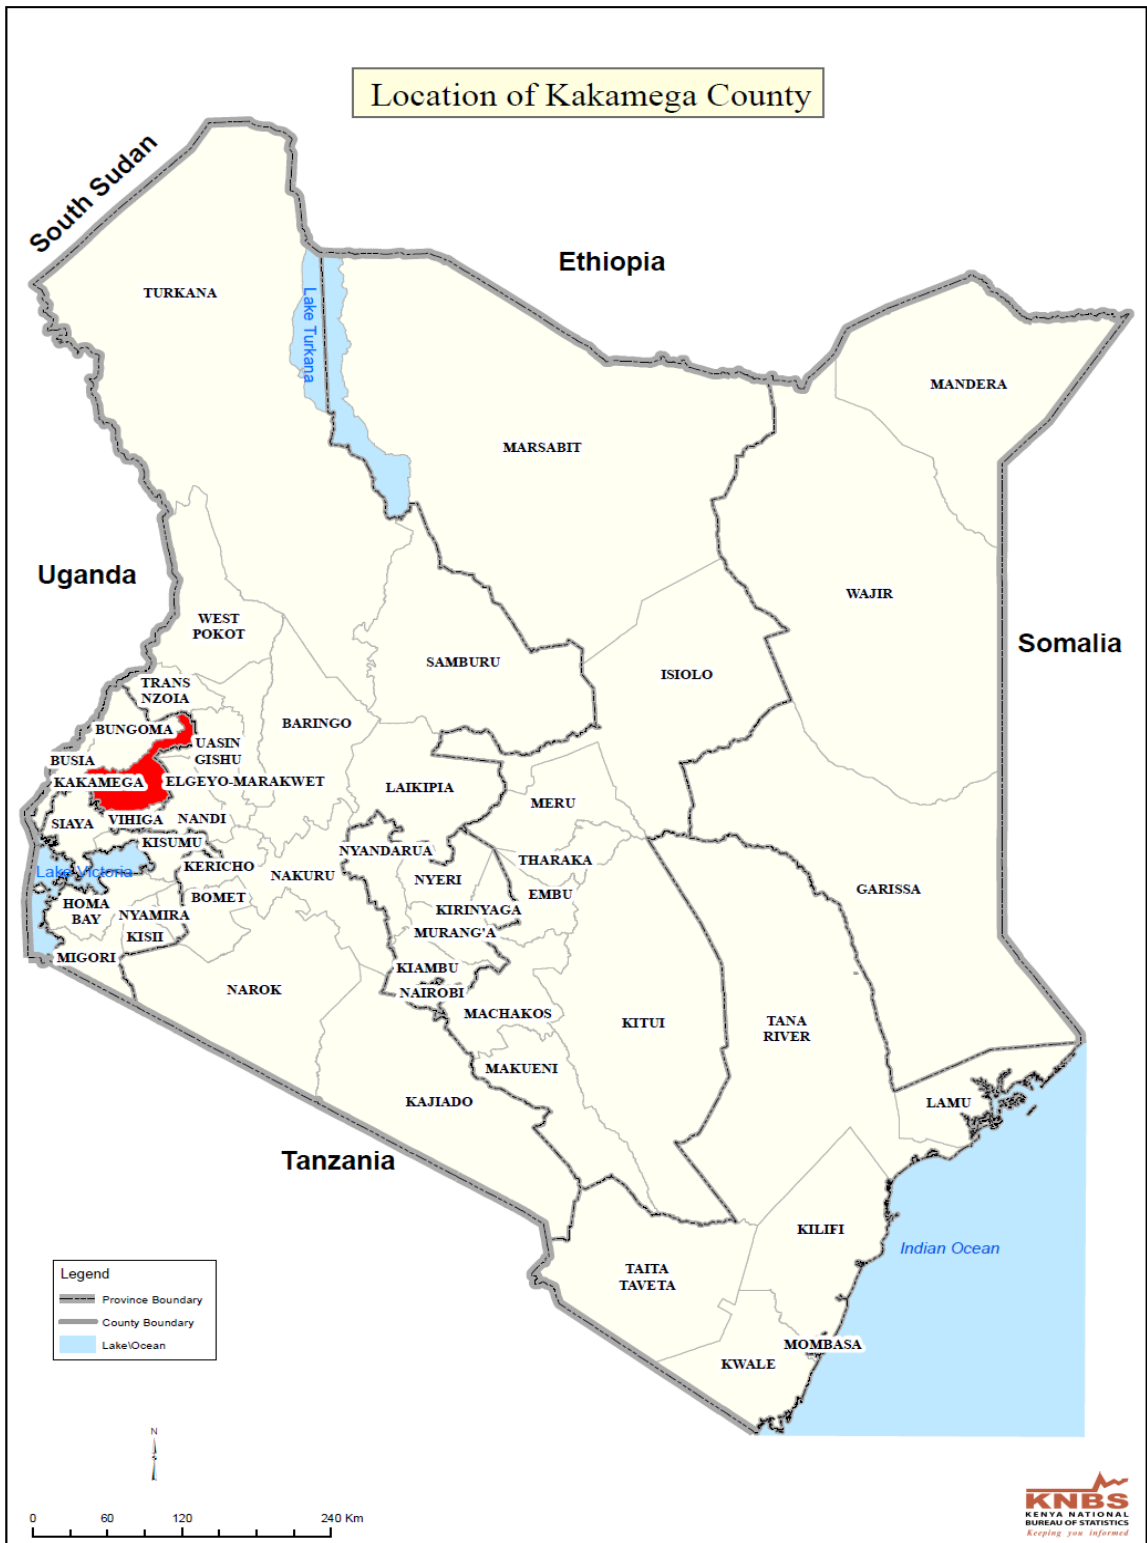 Location of Kakamega County
South Sudan
Ethiopia
TURKANA
Lake Turkana
MANDERA
MARSABIT
Uganda
WAJIR
WEST
POKOT
Somalia
SAMBURU
ISIOLO
TRANS
NZOIA
BARINGO
BUNGOMA
UASIN
GISHU
BUSIA
KAKAMEGA
ELGEYO-MARAKWET
LAIKIPIA
MERU
SIAYA
VIHIGA
NANDI
KISUMU
NYANDARUA
THARAKA
KERICHO
Lake Victoria
NAKURU
NYERI
GARISSA
BOMET
EMBU
HOMA
BAY
NYAMIRA
KIRINYAGA
KISII
MURANG'A
MIGORI
KIAMBU
NAROK
NAIROBI
MACHAKOS
KITUI
TANA
RIVER
MAKUENI
KAJIADO
LAMU
Tanzania
KILIFI
Indian Ocean
TAITA
TAVETA
MOMBASA
KWALE
Legend
Province Boundary
County Boundary
Lake\Ocean
N
0 60 120 240 Km
KNBS
KENYA NATIONAL
BUREAU OF STATISTICS
Keeping you informed